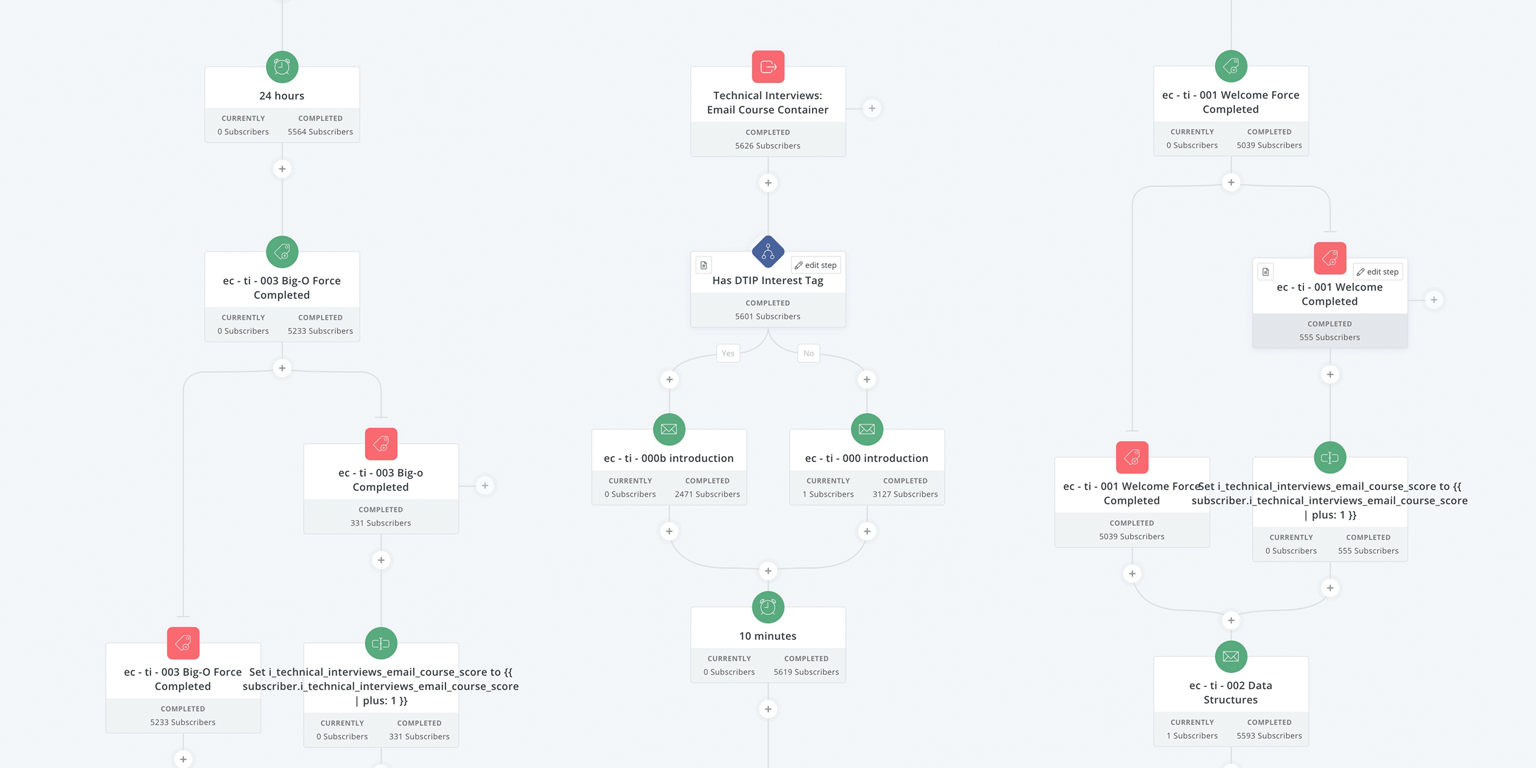 24 hours
CURRENTLY COMPLETED
0 Subscribers 5564 Subscribers
+
ec - ti - 003 Big-O Force
Completed
CURRENTLY COMPLETED
0 Subscribers 5233 Subscribers
+
ec - ti - 003 Big-o
Completed
COMPLETED
331 Subscribers
+
+
ec - ti - 003 Big-O Force
Completed
COMPLETED
5233 Subscribers
+
Set i_technical_interviews_email_course_score to {{
subscriber.i_technical_interviews_email_course_score
| plus: 1 }}
CURRENTLY COMPLETED
0 Subscribers 331 Subscribers
Technical Interviews:
Email Course Container
COMPLETED
5626 Subscribers
+
+
edit step
Has DTIP Interest Tag
COMPLETED
5601 Subscribers
Yes No
+ +
ec - ti - 000b introduction
CURRENTLY COMPLETED
0 Subscribers 2471 Subscribers
+
ec - ti - 000 introduction
CURRENTLY COMPLETED
1 Subscribers 3127 Subscribers
+
+
10 minutes
CURRENTLY COMPLETED
0 Subscribers 5619 Subscribers
+
ec - ti - 001 Welcome Force
Completed
CURRENTLY COMPLETED
0 Subscribers 5039 Subscribers
+
edit step
ec - ti - 001 Welcome
Completed
COMPLETED
555 Subscribers
+
+
ec - ti - 001 Welcome Force
Completed
COMPLETED
5039 Subscribers
+
Set i_technical_interviews_email_course_score to {{
subscriber.i_technical_interviews_email_course_score
| plus: 1 }}
CURRENTLY COMPLETED
0 Subscribers 555 Subscribers
+
+
ec - ti - 002 Data
Structures
CURRENTLY COMPLETED
1 Subscribers 5593 Subscribers